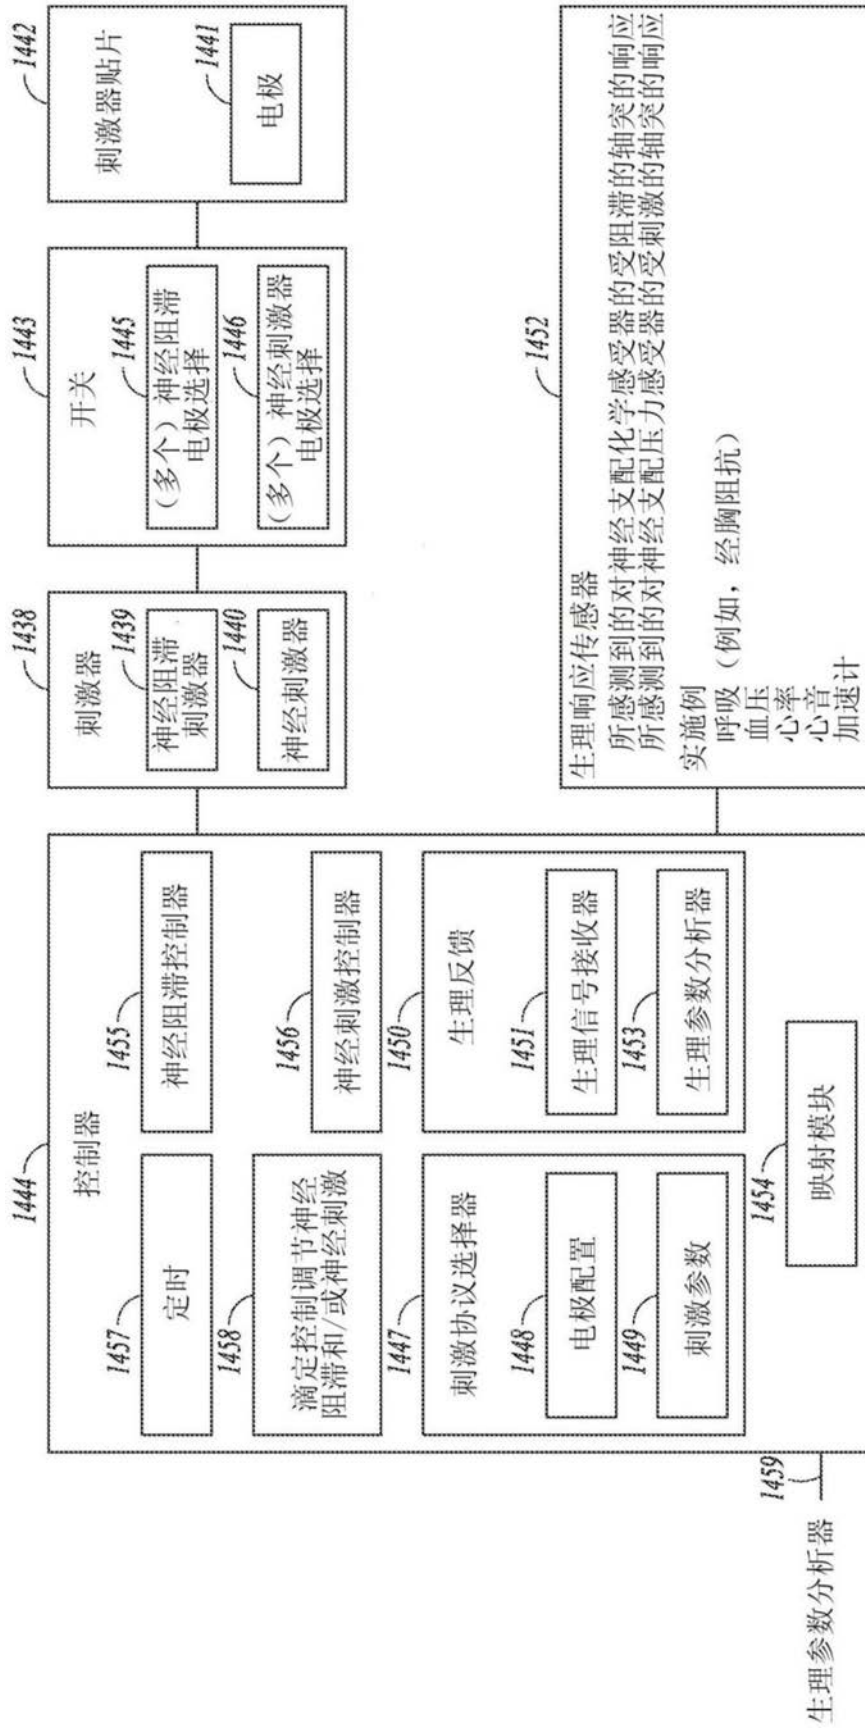 1444
控制器
1457
定时
1455
神经阻滞控制器
1458
滴定控制调节神经
阻滞和/或神经刺激
1456
神经刺激控制器
1447
刺激协议选择器
1448
电极配置
1449
刺激参数
1450
生理反馈
1451
生理信号接收器
1453
生理参数分析器
1454
映射模块
1459
生理参数分析器
1438
刺激器
1439
神经阻滞
刺激器
1440
神经刺激器
1443
开关
1445
(多个)神经阻滞
电极选择
1446
(多个)神经刺激器
电极选择
1442
刺激器贴片
1441
电极
1452
生理响应传感器
所感测到的对神经支配化学感受器的受阻滞的轴突的响应
所感测到的对神经支配压力感受器的受刺激的轴突的响应
实施例
呼吸(例如,经胸阻抗)
血压
心率
心音
加速计